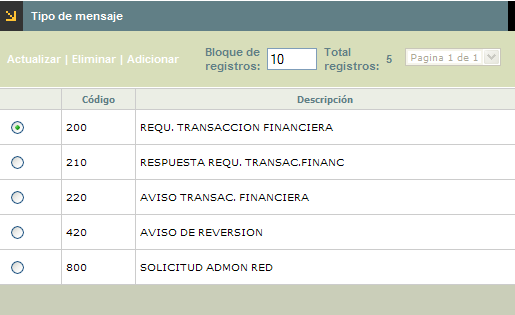 Tipo de mensaje
Actualizar | Eliminar | Adicionar
Bloque de registros: 10
Total registros: 5
Pagina 1 de 1
Código Descripción
200 REQU. TRANSACCION FINANCIERA
210 RESPUESTA REQU. TRANSAC.FINANC
220 AVISO TRANSAC. FINANCIERA
420 AVISO DE REVERSION
800 SOLICITUD ADMON RED